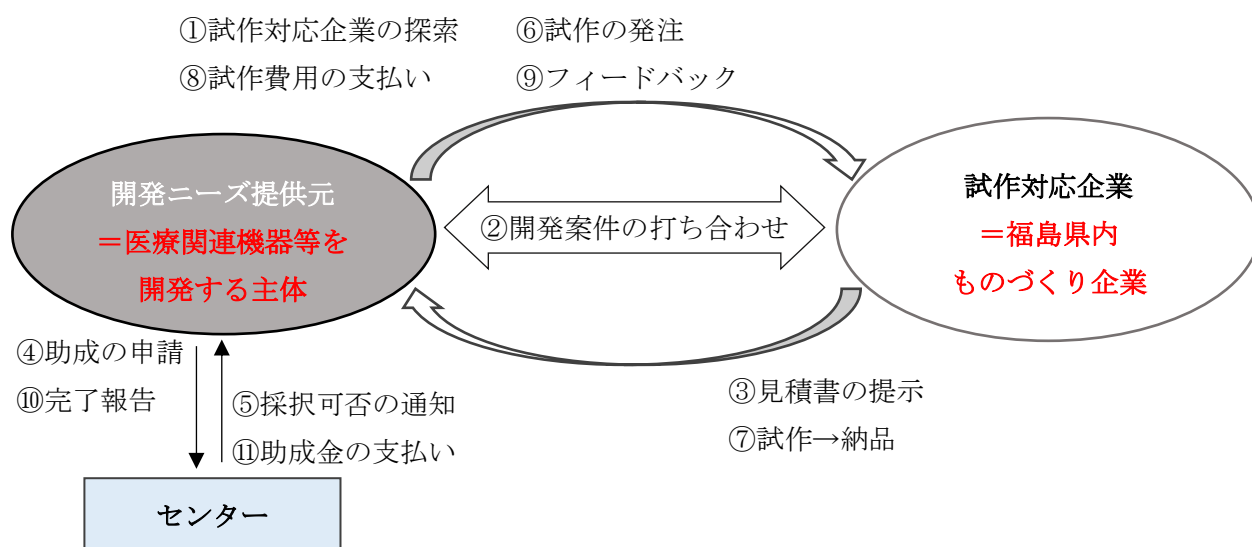 ①試作対応企業の探索
⑥試作の発注
⑧試作費用の支払い
⑨フィードバック
開発ニーズ提供元
＝医療関連機器等を
開発する主体
②開発案件の打ち合わせ
試作対応企業
＝福島県内
ものづくり企業
④助成の申請
⑩完了報告
⑤採択可否の通知
⑪助成金の支払い
③見積書の提示
⑦試作→納品
センター